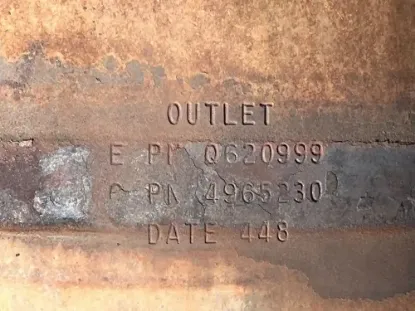 OUTLET
E PN Q620999
C PN 4965230
DATE 448